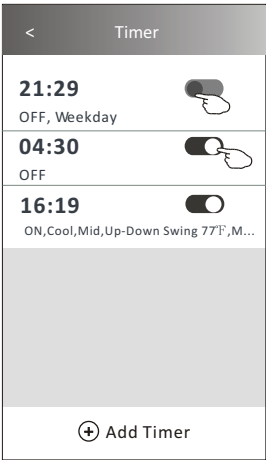 < Timer
21:29
OFF, Weekday
04:30
OFF
16:19
ON,Cool,Mid,Up-Down Swing 77℉,M...
+ Add Timer